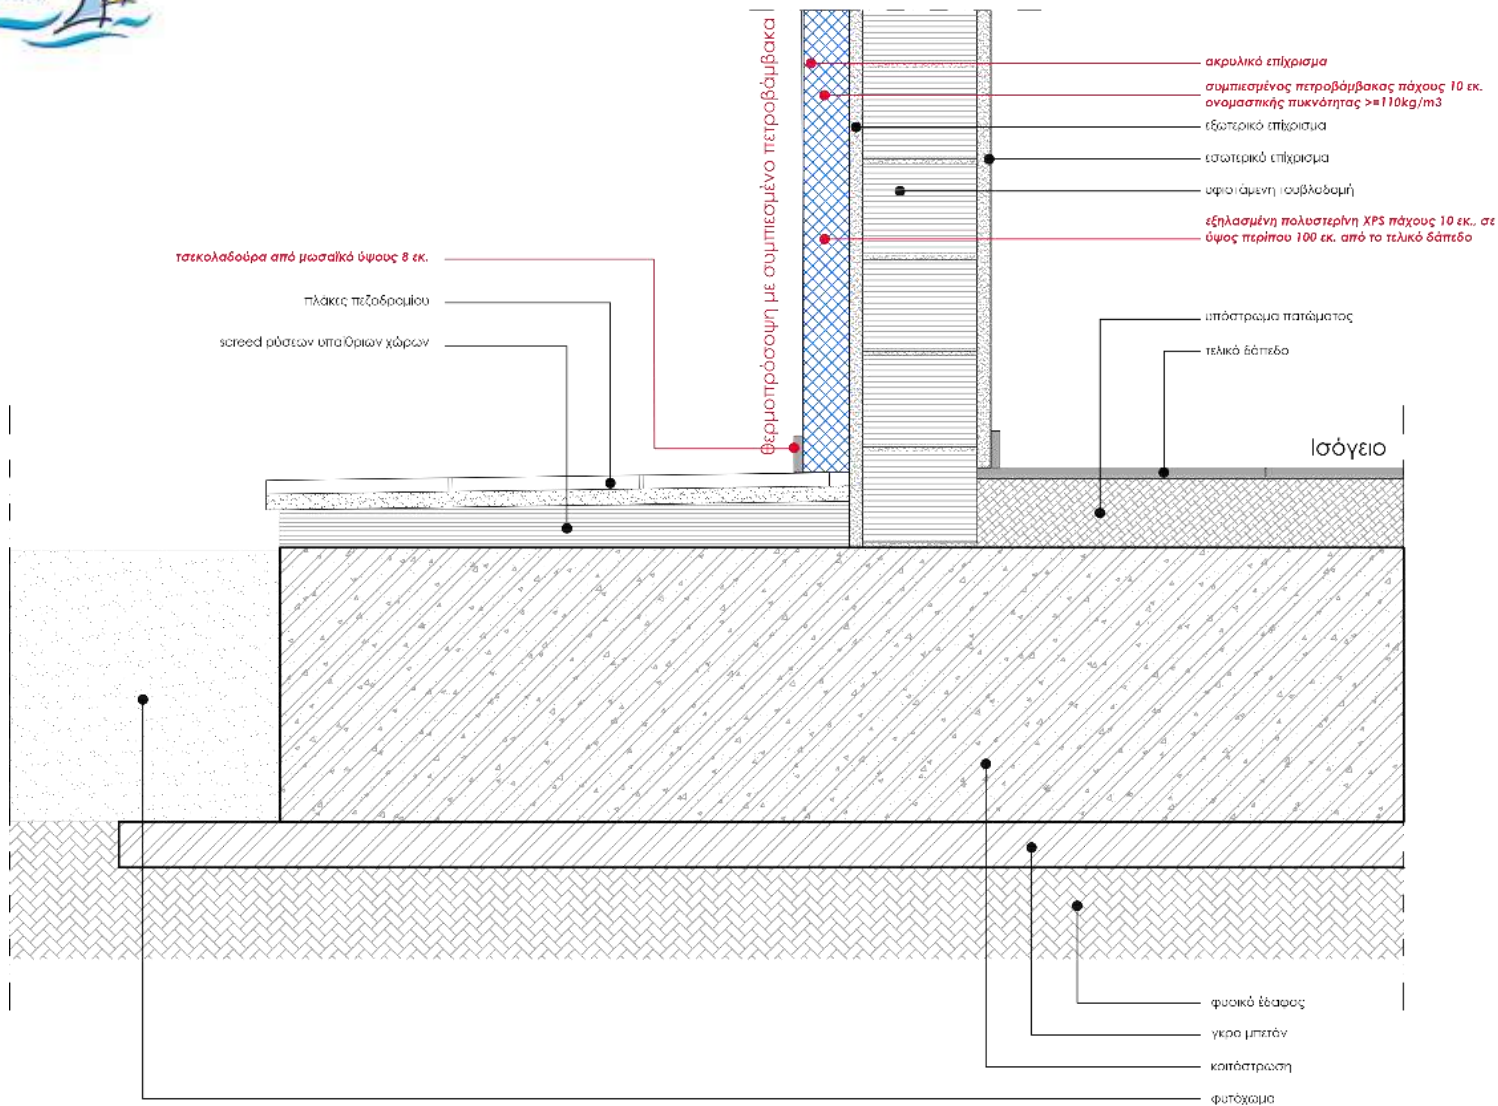 ακρυλικό επίχρισμα
συμπιεσμένος πετροβάμβακας πάχους 10 εκ.
ονομαστικής πυκνότητας >=110kg/m3
εξωτερικό επίχρισμα
εσωτερικό επίχρισμα
υφιστάμενη τουβλοδομή
εξηλασμένη πολυστερίνη XPS πάχους 10 εκ., σε
ύψος περίπου 100 εκ. από το τελικό δάπεδο
θερμοπρόσοψη με συμπιεσμένο πετροβάμβακα
τσεκολαδούρα από μωσαϊκό ύψους 8 εκ.
πλάκες πεζοδρομίου
screed ρύσεων υπαίθριων χώρων
υπόστρωμα πατώματος
τελικό δάπεδο
Ισόγειο
φυσικό έδαφος
γκρο μπετόν
κοιτόστρωση
φυτόχωμα